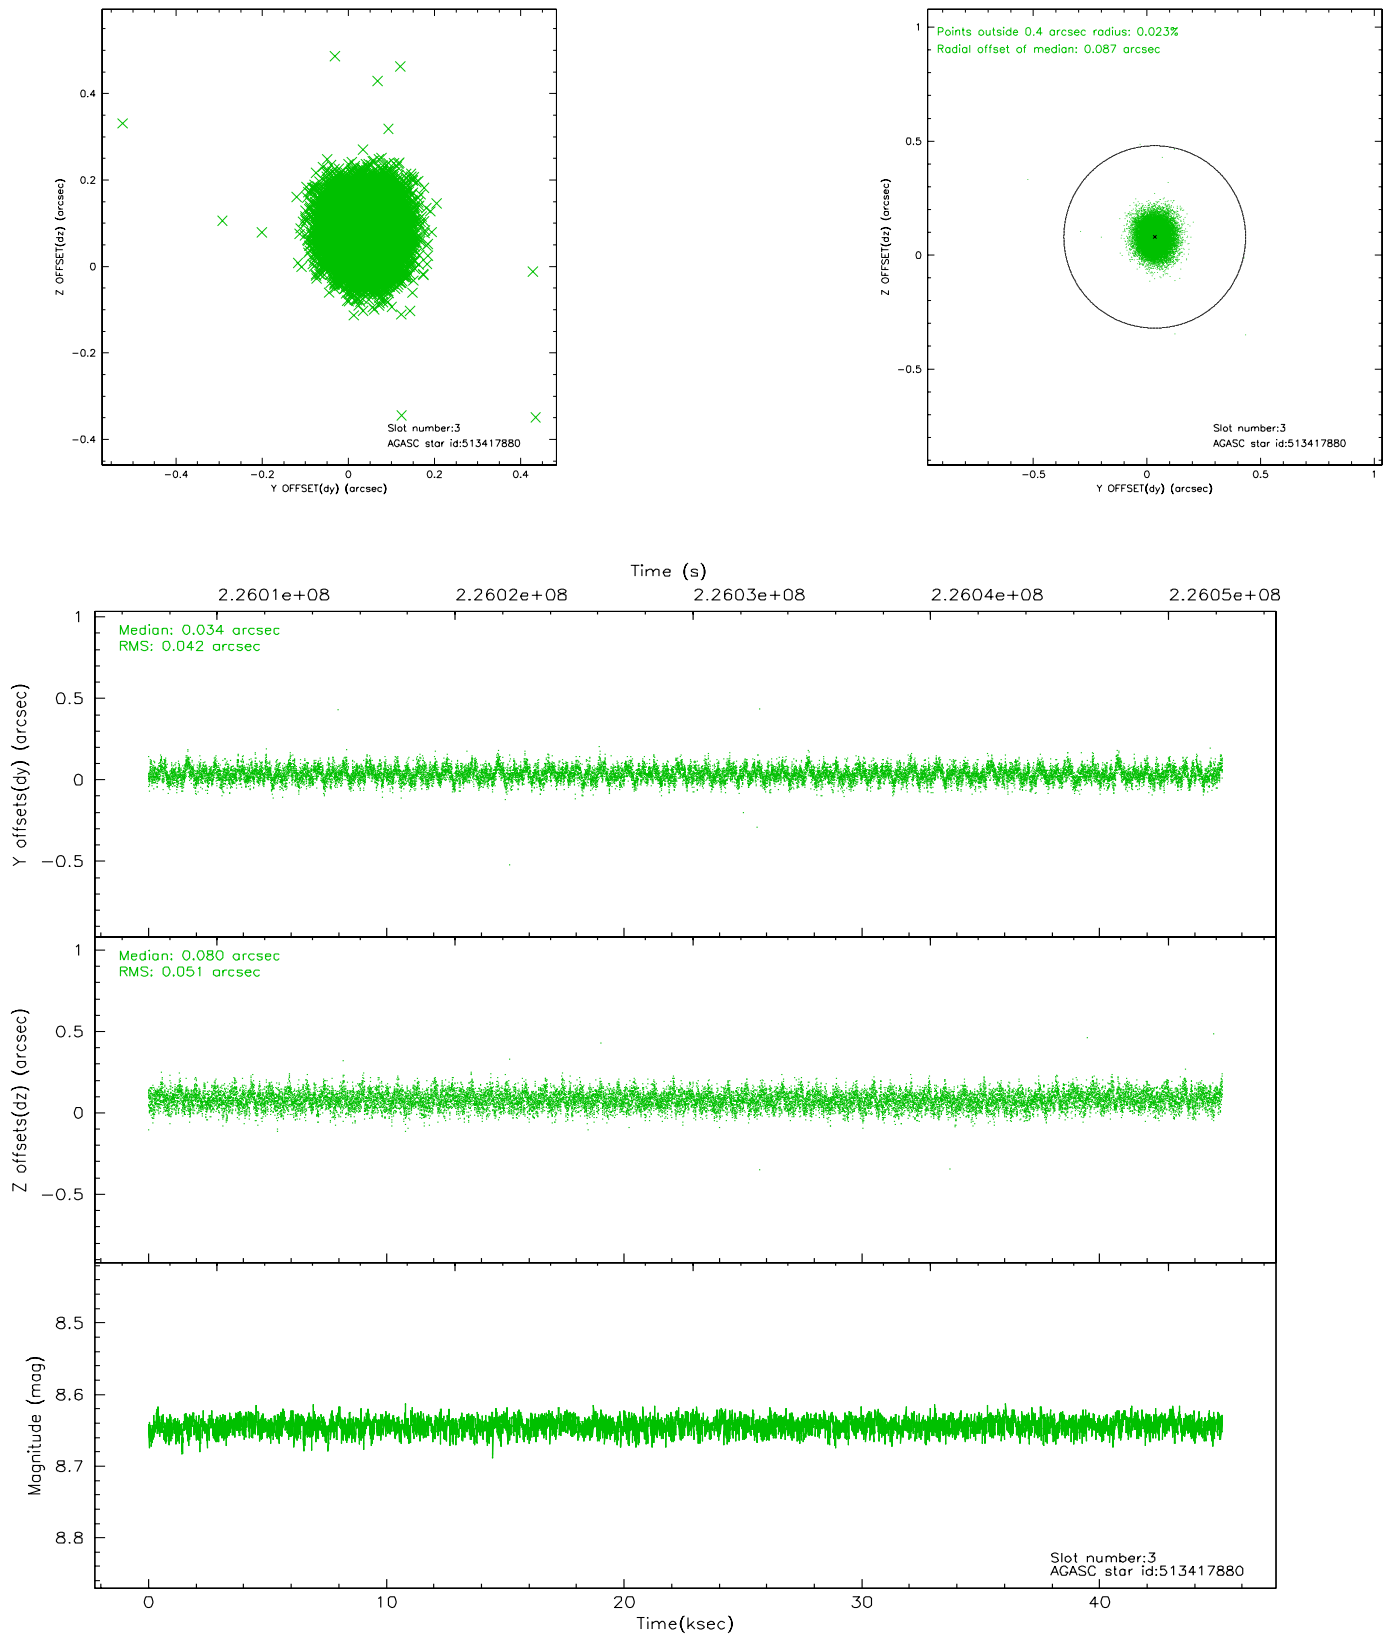 0.4
0.2
0
−0.2
−0.4
Z OFFSET(dz) (arcsec)
−0.4
−0.2
0
0.2
0.4
Y OFFSET(dy) (arcsec)
Slot number:3
AGASC star id:513417880
Points outside 0.4 arcsec radius: 0.023%
Radial offset of median: 0.087 arcsec
1
0.5
0
−0.5
Z OFFSET(dz) (arcsec)
−0.5
0
0.5
1
Y OFFSET(dy) (arcsec)
Slot number:3
AGASC star id:513417880
Time (s)
2.2601e+08
2.2602e+08
2.2603e+08
2.2604e+08
2.2605e+08
Median: 0.034 arcsec
RMS: 0.042 arcsec
1
0.5
0
−0.5
Y offsets(dy) (arcsec)
Median: 0.080 arcsec
RMS: 0.051 arcsec
1
0.5
0
−0.5
Z offsets(dz) (arcsec)
8.5
8.6
8.7
8.8
Magnitude (mag)
Slot number:3
AGASC star id:513417880
0
10
20
30
40
Time(ksec)